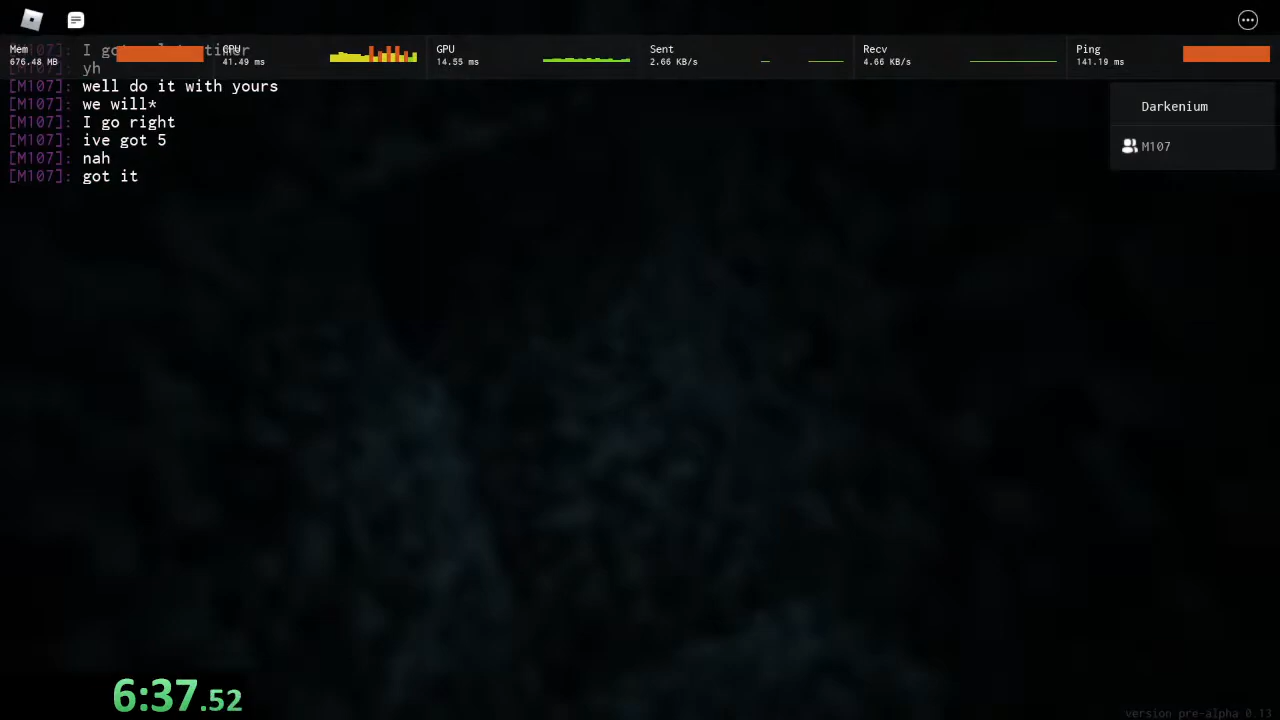 Mem
676.48 MB
CPU
41.49 ms
GPU
14.55 ms
Sent
2.66 KB/s
Recv
4.66 KB/s
Ping
141.19 ms
[M107]: I timer
[M107]: yh
[M107]: well do it with yours
[M107]: we will*
[M107]: I go right
[M107]: ive got 5
[M107]: nah
[M107]: got it
Darkenium
M107
6:37.52
version pre-alpha 0.13